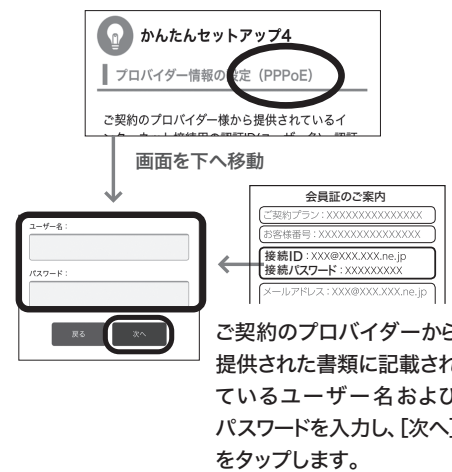 かんたんセットアップ4
プロバイダー情報の設定（PPPoE）
ご契約のプロバイダー様から提供されているイ
画面を下へ移動
会員証のご案内
ご契約プラン：XXXXXXXXXXXXXXX
お客様番号：XXXXXXXXXXXXXXXX
接続ID：XXX@XXX.XXX.ne.jp
接続パスワード：XXXXXXXXX
メールアドレス：XXX@XXX.XXX.ne.jp
ユーザー名：
パスワード：
戻る
次へ
ご契約のプロバイダーから
提供された書類に記載され
ているユーザー名および
パスワードを入力し、［次へ］
をタップします。